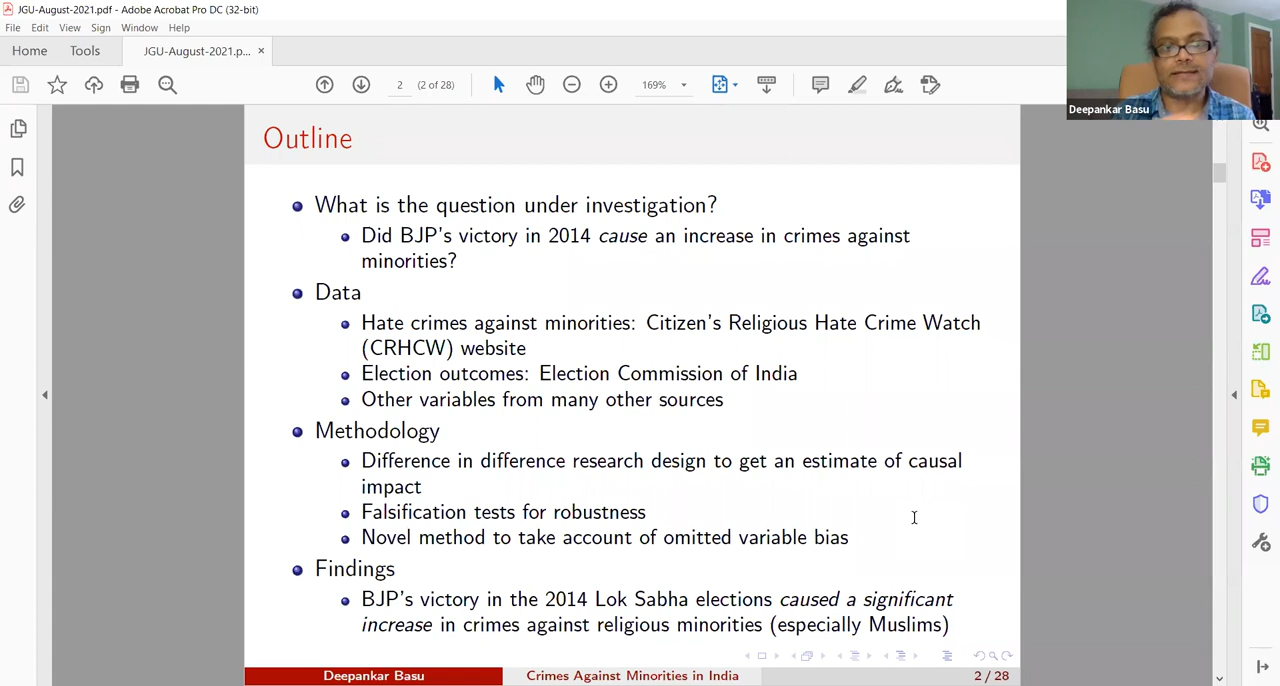 JGU-August-2021.pdf - Adobe Acrobat Pro DC (32-bit)
File Edit View Sign Window Help
Home Tools JGU-August-2021.p... ×
2 (2 of 28) 169%
Deepankar Basu
Outline
What is the question under investigation?
Did BJP's victory in 2014 cause an increase in crimes against
minorities?
Data
Hate crimes against minorities: Citizen's Religious Hate Crime Watch
(CRHCW) website
Election outcomes: Election Commission of India
Other variables from many other sources
Methodology
Difference in difference research design to get an estimate of causal
impact
Falsification tests for robustness
Novel method to take account of omitted variable bias
Findings
BJP's victory in the 2014 Lok Sabha elections caused a significant
increase in crimes against religious minorities (especially Muslims)
Deepankar Basu Crimes Against Minorities in India 2 / 28